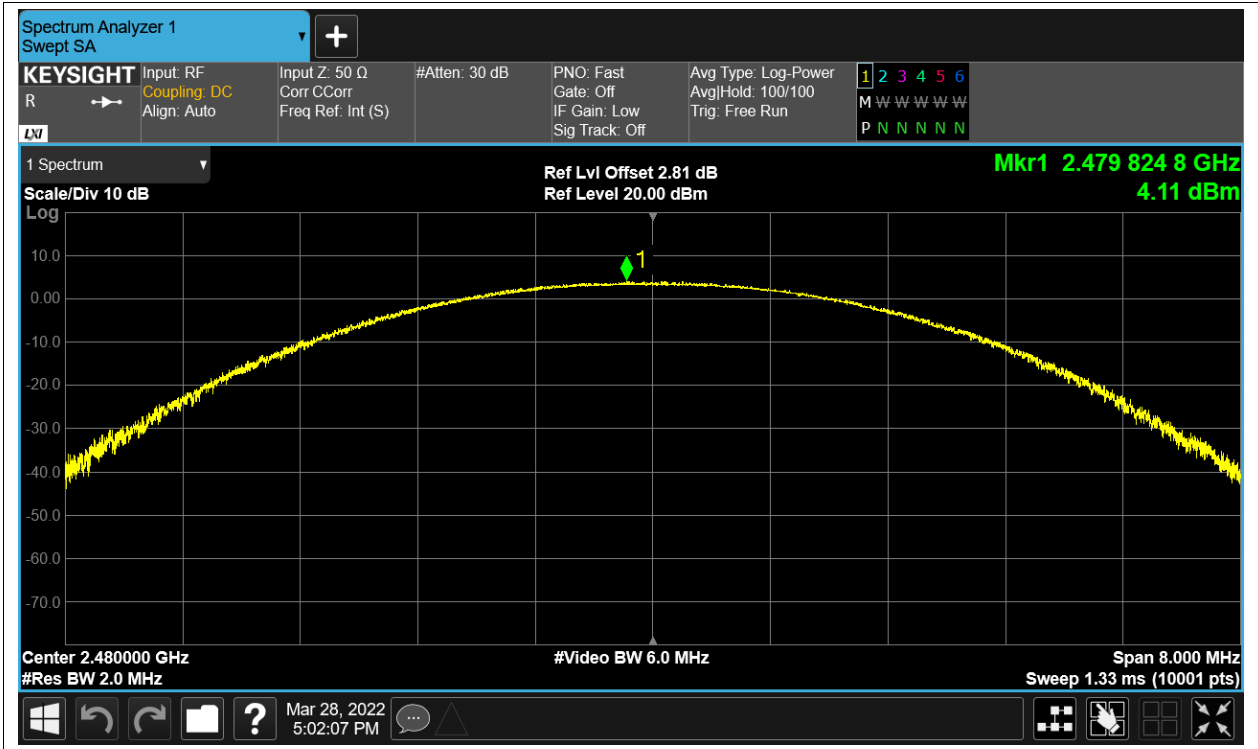 Spectrum Analyzer 1
Swept SA
KEYSIGHT
R
LXI
Input: RF
Coupling: DC
Align: Auto
Input Z: 50 Ω
Corr CCorr
Freq Ref: Int (S)
#Atten: 30 dB
PNO: Fast
Gate: Off
IF Gain: Low
Sig Track: Off
Avg Type: Log-Power
Avg|Hold: 100/100
Trig: Free Run
1 2 3 4 5 6
M W W W W W
P N N N N N
1 Spectrum
Scale/Div 10 dB
Log
Ref Lvl Offset 2.81 dB
Ref Level 20.00 dBm
Mkr1 2.479 824 8 GHz
4.11 dBm
1
10.0
0.00
-10.0
-20.0
-30.0
-40.0
-50.0
-60.0
-70.0
Center 2.480000 GHz
#Res BW 2.0 MHz
#Video BW 6.0 MHz
Span 8.000 MHz
Sweep 1.33 ms (10001 pts)
?
Mar 28, 2022
5:02:07 PM